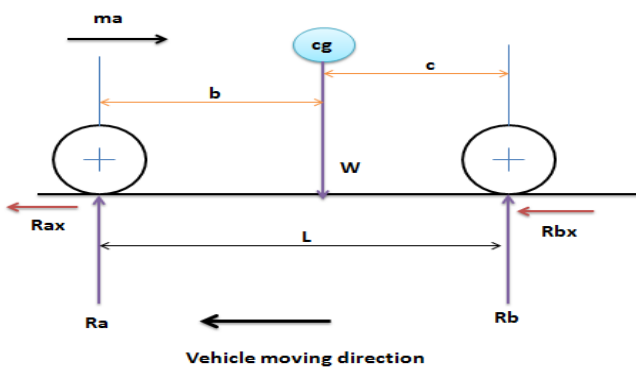 ma
cg
b
c
W
Rax
Rbx
L
Ra
Rb
Vehicle moving direction